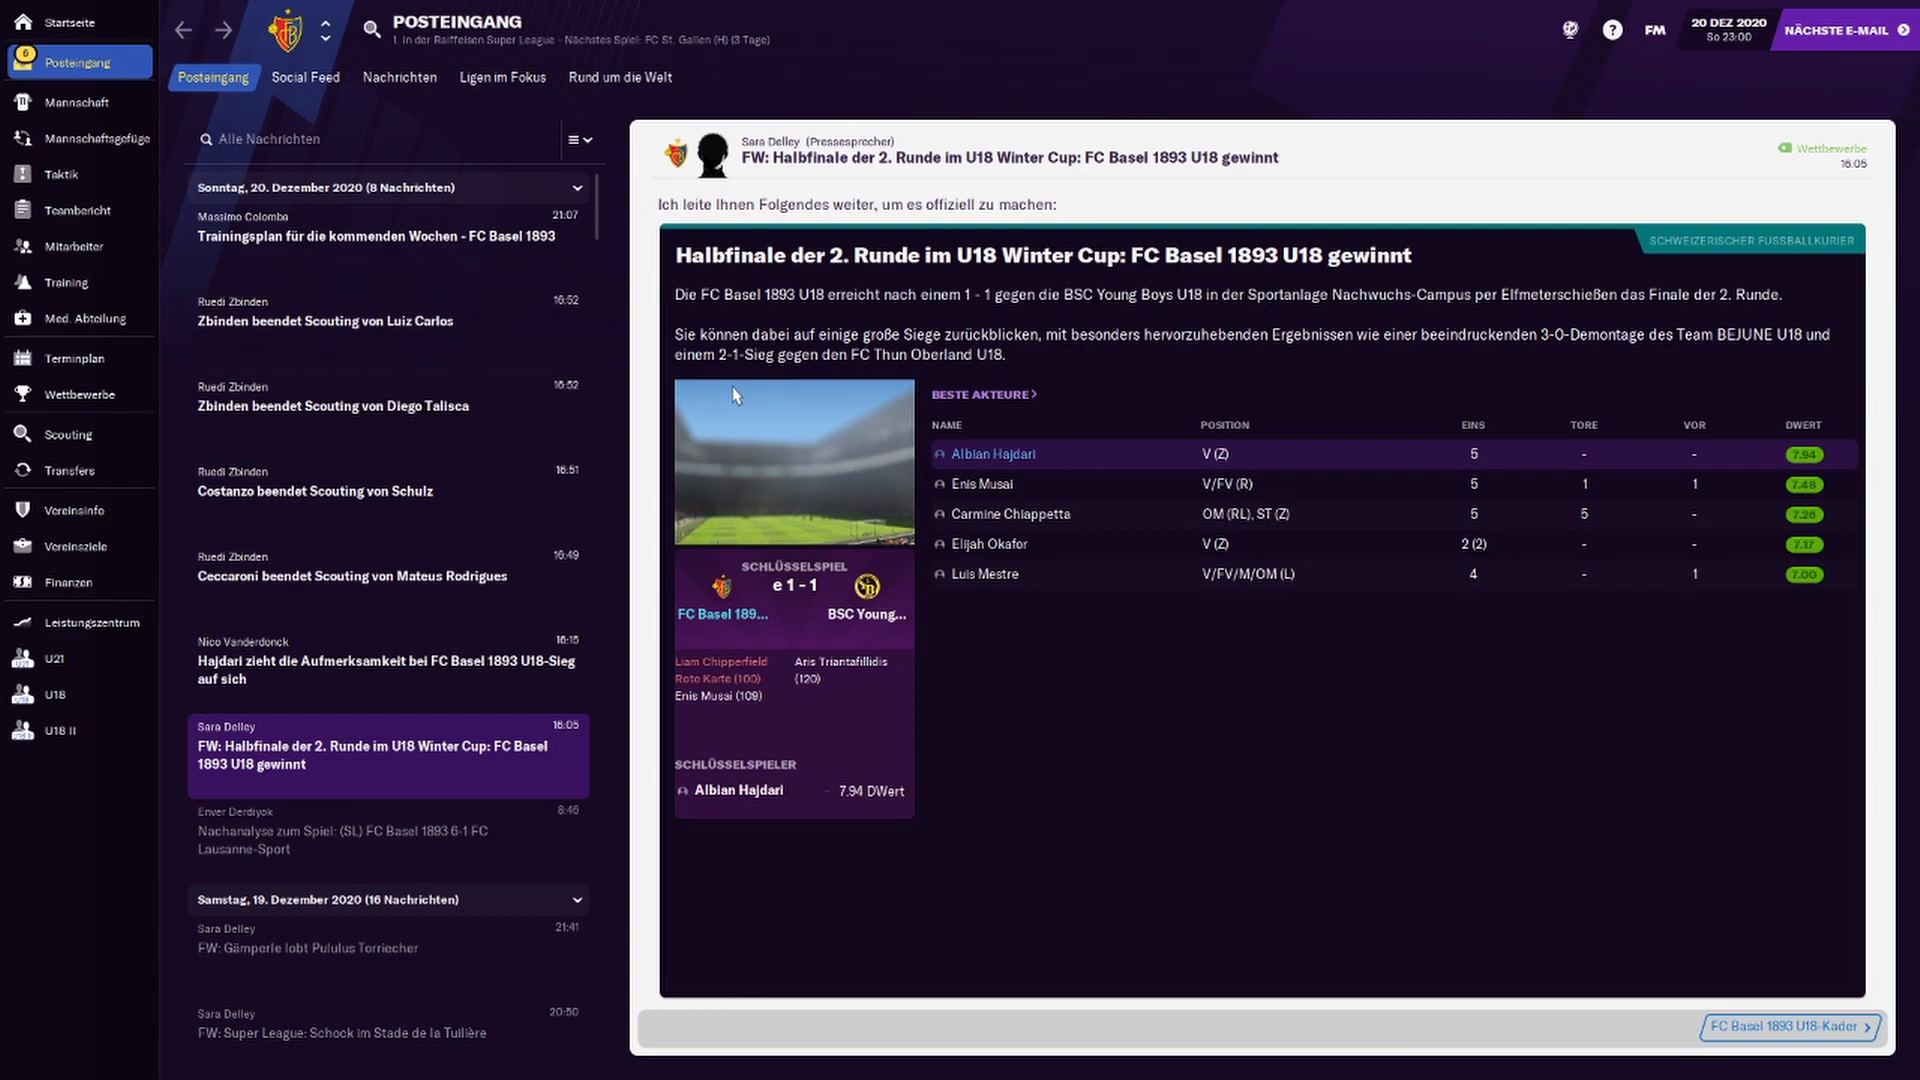 Startseite
6
Posteingang
Mannschaft
Mannschaftsgefüge
Taktik
Teambericht
Mitarbeiter
Training
Med. Abteilung
Terminplan
Wettbewerbe
Scouting
Transfers
Vereinsinfo
Vereinsziele
Finanzen
Leistungszentrum
U21
U18
U18 II
POSTEINGANG
1. in der Raiffeisen Super League - Nächstes Spiel: FC St. Gallen (H) (3 Tage)
FM
20 DEZ 2020
So 23:00
NÄCHSTE E-MAIL
Posteingang
Social Feed
Nachrichten
Ligen im Fokus
Rund um die Welt
Alle Nachrichten
Sonntag, 20. Dezember 2020 (8 Nachrichten)
Massimo Colomba 21:07
Trainingsplan für die kommenden Wochen - FC Basel 1893
Ruedi Zbinden 16:52
Zbinden beendet Scouting von Luiz Carlos
Ruedi Zbinden 16:52
Zbinden beendet Scouting von Diego Talisca
Ruedi Zbinden 16:51
Costanzo beendet Scouting von Schulz
Ruedi Zbinden 16:49
Ceccaroni beendet Scouting von Mateus Rodrigues
Nico Vanderdonck 16:15
Hajdari zieht die Aufmerksamkeit bei FC Basel 1893 U18-Sieg
auf sich
Sara Delley 16:05
FW: Halbfinale der 2. Runde im U18 Winter Cup: FC Basel
1893 U18 gewinnt
Enver Derdiyok 8:46
Nachanalyse zum Spiel: (SL) FC Basel 1893 6-1 FC
Lausanne-Sport
Samstag, 19. Dezember 2020 (16 Nachrichten)
Sara Delley 21:41
FW: Gämperle lobt Pululus Torriecher
Sara Delley 20:50
FW: Super League: Schock im Stade de la Tuilière
Sara Delley (Pressesprecher)
FW: Halbfinale der 2. Runde im U18 Winter Cup: FC Basel 1893 U18 gewinnt
Wettbewerbe
16:05
Ich leite Ihnen Folgendes weiter, um es offiziell zu machen:
SCHWEIZERISCHER FUSSBALLKURIER
Halbfinale der 2. Runde im U18 Winter Cup: FC Basel 1893 U18 gewinnt
Die FC Basel 1893 U18 erreicht nach einem 1 - 1 gegen die BSC Young Boys U18 in der Sportanlage Nachwuchs-Campus per Elfmeterschießen das Finale der 2. Runde.
Sie können dabei auf einige große Siege zurückblicken, mit besonders hervorzuhebenden Ergebnissen wie einer beeindruckenden 3-0-Demontage des Team BEJUNE U18 und
einem 2-1-Sieg gegen den FC Thun Oberland U18.
SCHLÜSSELSPIEL
e 1 - 1
FC Basel 189... BSC Young...
Liam Chipperfield
Rote Karte (100)
Enis Musai (109)
Aris Triantafillidis
(120)
SCHLÜSSELSPIELER
Albian Hajdari - 7.94 DWert
BESTE AKTEURE
NAME POSITION EINS TORE VOR DWERT
Albian Hajdari V (Z) 5 - - 7.94
Enis Musai V/FV (R) 5 1 1 7.48
Carmine Chiappetta OM (RL), ST (Z) 5 5 - 7.26
Elijah Okafor V (Z) 2 (2) - - 7.17
Luis Mestre V/FV/M/OM (L) 4 - 1 7.00
FC Basel 1893 U18-Kader